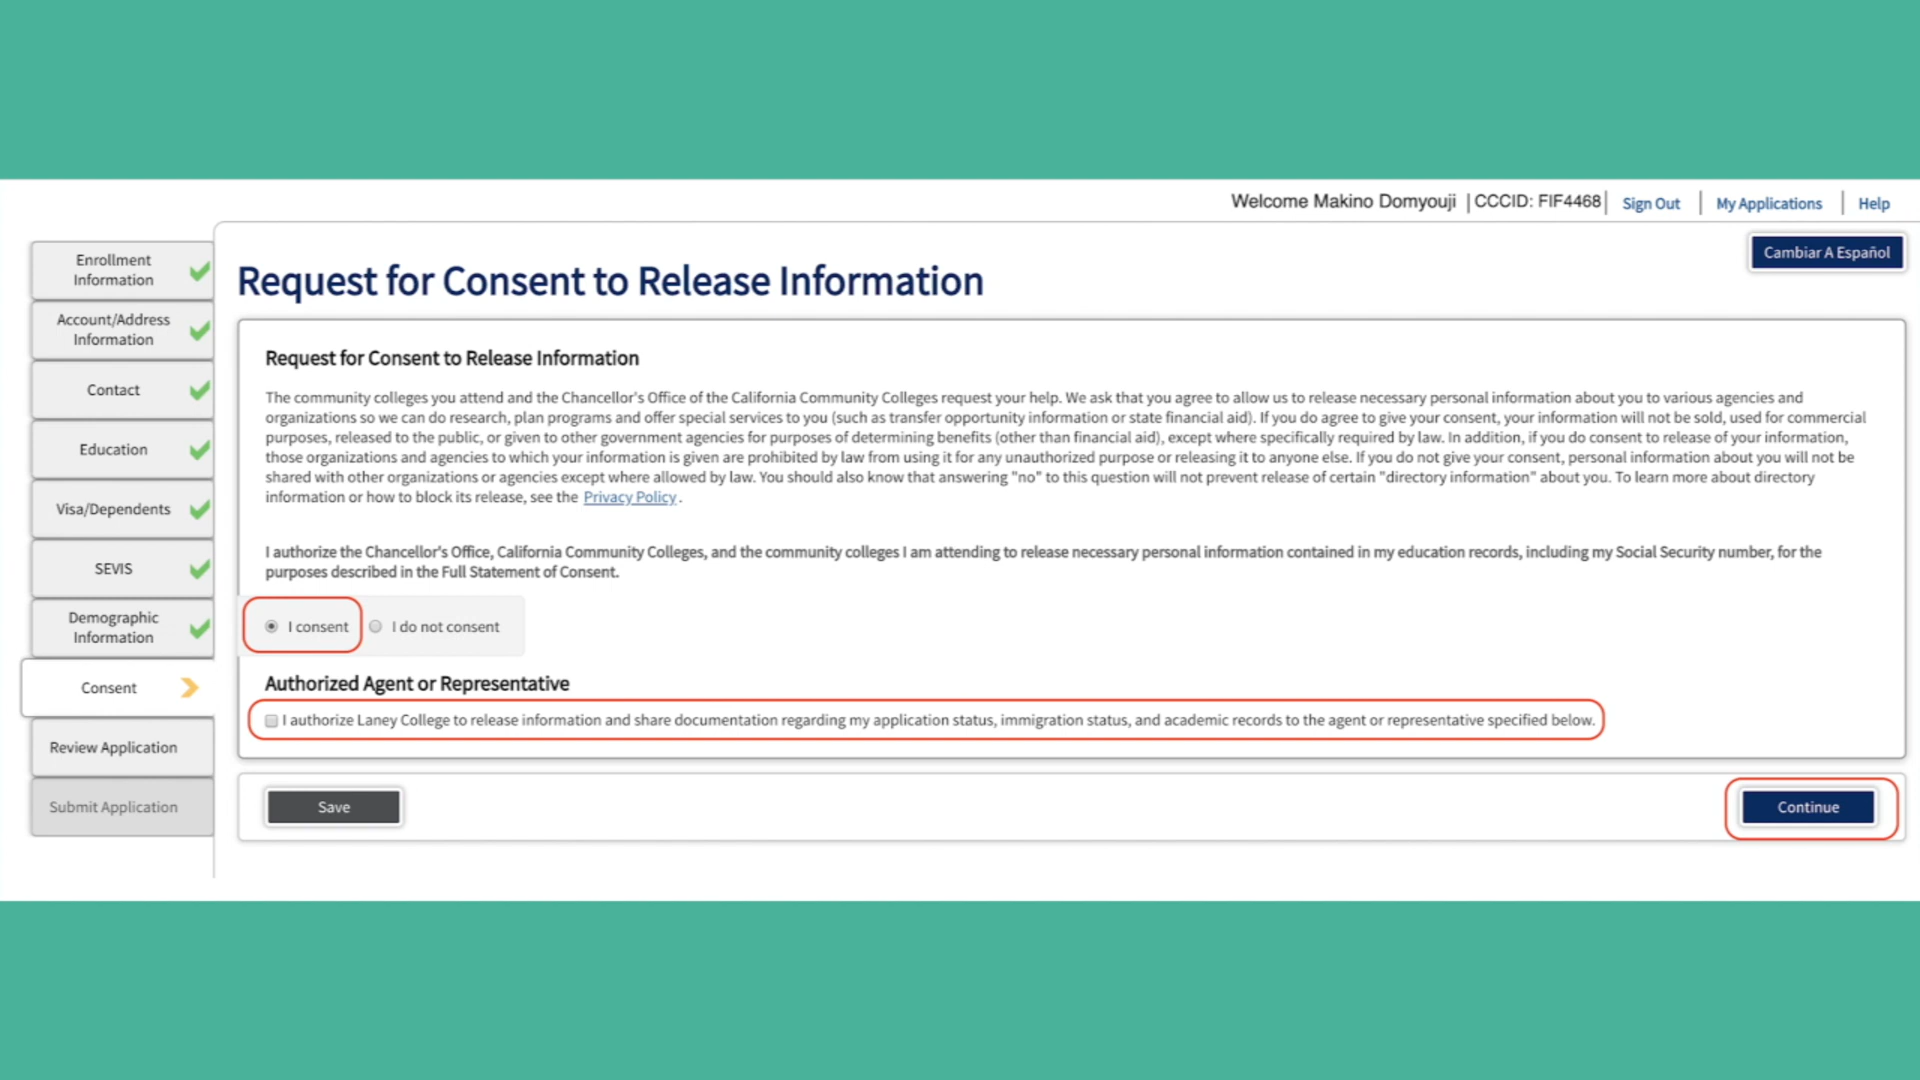 Welcome Makino Domyouji | CCCID: FIF4468 | Sign Out | My Applications | Help
Cambiar A Español
Enrollment
Information
Account/Address
Information
Contact
Education
Visa/Dependents
SEVIS
Demographic
Information
Consent
Review Application
Submit Application
Request for Consent to Release Information
Request for Consent to Release Information
The community colleges you attend and the Chancellor's Office of the California Community Colleges request your help. We ask that you agree to allow us to release necessary personal information about you to various agencies and
organizations so we can do research, plan programs and offer special services to you (such as transfer opportunity information or state financial aid). If you do agree to give your consent, your information will not be sold, used for commercial
purposes, released to the public, or given to other government agencies for purposes of determining benefits (other than financial aid), except where specifically required by law. In addition, if you do consent to release of your information,
those organizations and agencies to which your information is given are prohibited by law from using it for any unauthorized purpose or releasing it to anyone else. If you do not give your consent, personal information about you will not be
shared with other organizations or agencies except where allowed by law. You should also know that answering "no" to this question will not prevent release of certain "directory information" about you. To learn more about directory
information or how to block its release, see the Privacy Policy.
I authorize the Chancellor's Office, California Community Colleges, and the community colleges I am attending to release necessary personal information contained in my education records, including my Social Security number, for the
purposes described in the Full Statement of Consent.
I consent I do not consent
Authorized Agent or Representative
I authorize Laney College to release information and share documentation regarding my application status, immigration status, and academic records to the agent or representative specified below.
Save
Continue